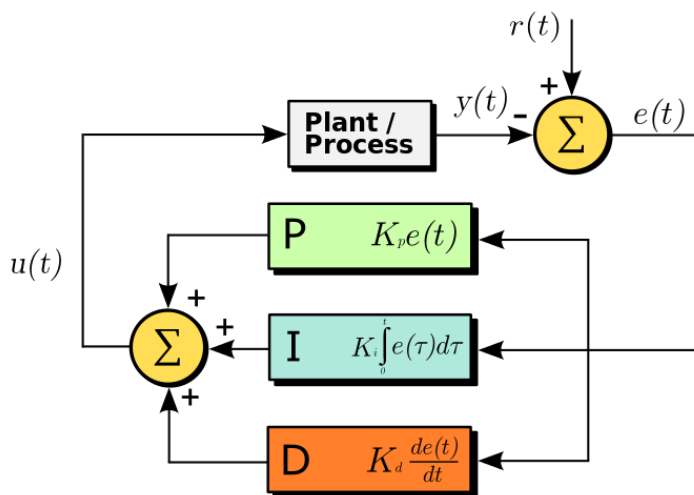 r(t)
+
Plant /
Process
y(t)
-
Σ
e(t)
P K_p e(t)
u(t)
+
Σ
+
I K_i ∫_0^t e(τ)dτ
+
D K_d de(t)/dt